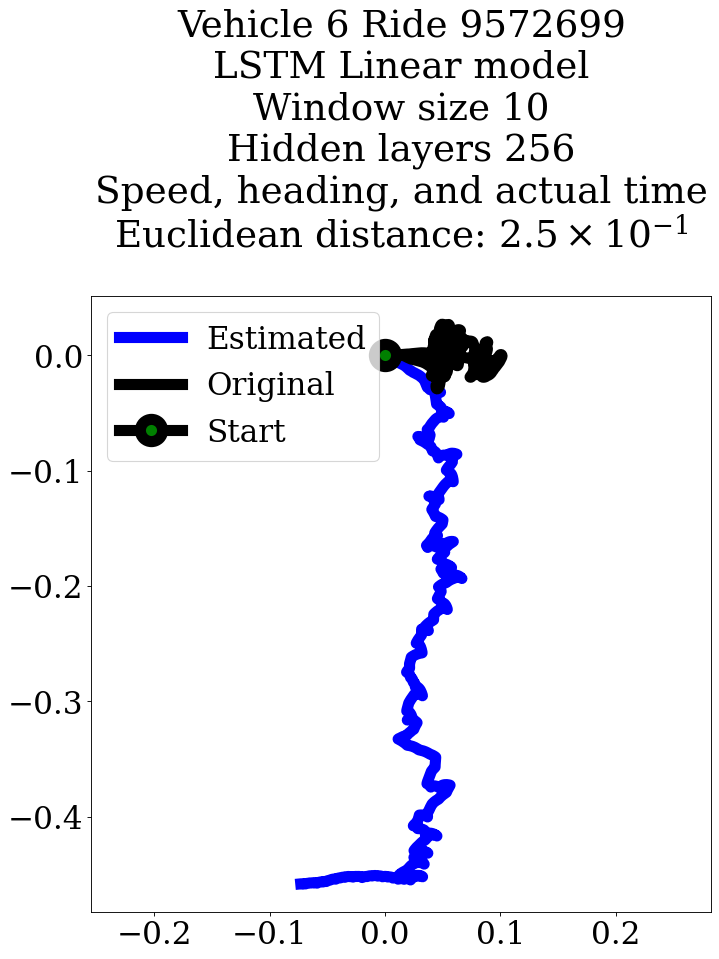 Vehicle 6 Ride 9572699
LSTM Linear model
Window size 10
Hidden layers 256
Speed, heading, and actual time
Euclidean distance: 2.5 × 10⁻¹
Estimated
Original
Start
0.0
−0.1
−0.2
−0.3
−0.4
−0.2 −0.1 0.0 0.1 0.2